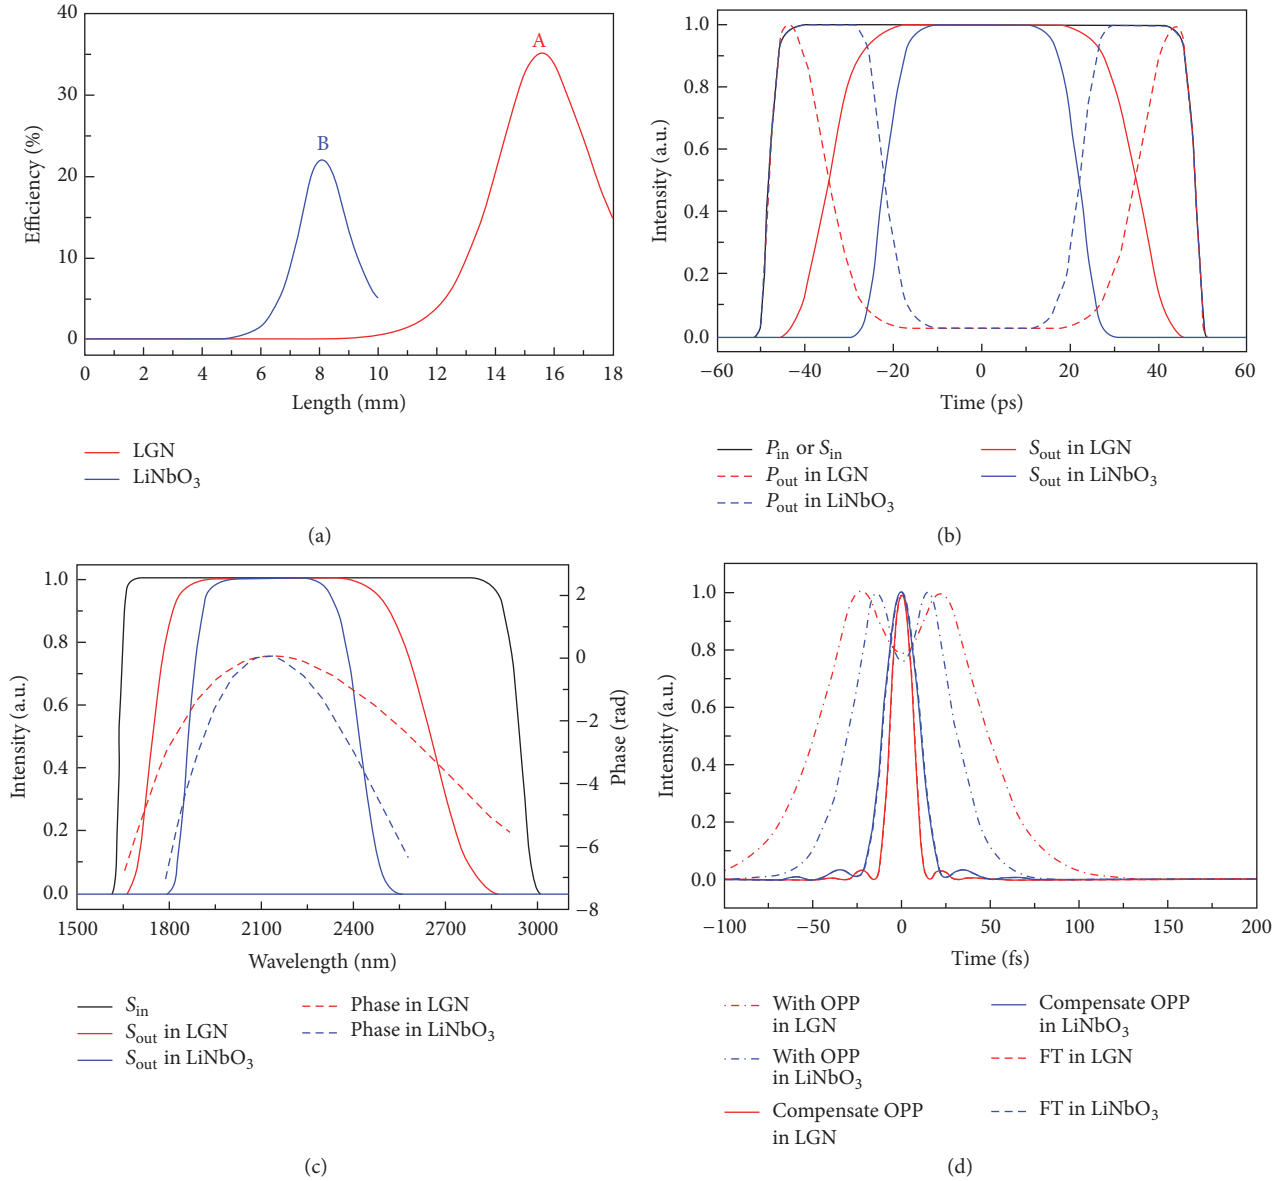 40
30
20
10
0
Efficiency (%)
A
B
0 2 4 6 8 10 12 14 16 18
Length (mm)
LGN
LiNbO3
(a)
1.0
0.8
0.6
0.4
0.2
0.0
Intensity (a.u.)
−60 −40 −20 0 20 40 60
Time (ps)
Pin or Sin
Pout in LGN
Pout in LiNbO3
Sout in LGN
Sout in LiNbO3
(b)
1.0
0.8
0.6
0.4
0.2
0.0
Intensity (a.u.)
2
0
−2
−4
−6
−8
Phase (rad)
1500 1800 2100 2400 2700 3000
Wavelength (nm)
Sin
Sout in LGN
Sout in LiNbO3
Phase in LGN
Phase in LiNbO3
(c)
1.0
0.8
0.6
0.4
0.2
0.0
Intensity (a.u.)
−100 −50 0 50 100 150 200
Time (fs)
With OPP
in LGN
With OPP
in LiNbO3
Compensate OPP
in LGN
Compensate OPP
in LiNbO3
FT in LGN
FT in LiNbO3
(d)